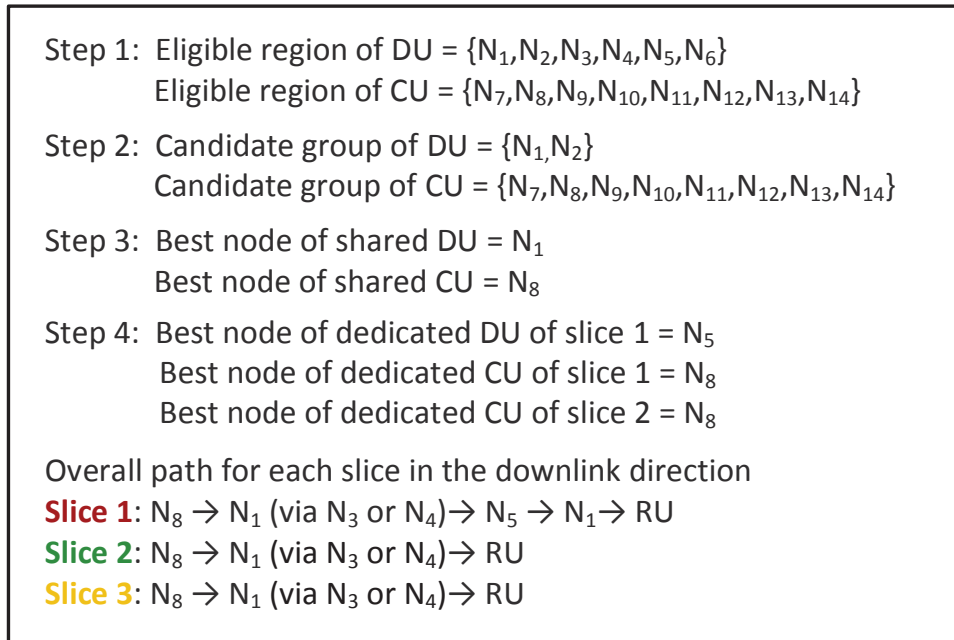 Step 1: Eligible region of DU = {N₁,N₂,N₃,N₄,N₅,N₆}
Eligible region of CU = {N₇,N₈,N₉,N₁₀,N₁₁,N₁₂,N₁₃,N₁₄}
Step 2: Candidate group of DU = {N₁,N₂}
Candidate group of CU = {N₇,N₈,N₉,N₁₀,N₁₁,N₁₂,N₁₃,N₁₄}
Step 3: Best node of shared DU = N₁
Best node of shared CU = N₈
Step 4: Best node of dedicated DU of slice 1 = N₅
Best node of dedicated CU of slice 1 = N₈
Best node of dedicated CU of slice 2 = N₈
Overall path for each slice in the downlink direction
Slice 1: N₈ → N₁ (via N₃ or N₄)→ N₅ → N₁→ RU
Slice 2: N₈ → N₁ (via N₃ or N₄)→ RU
Slice 3: N₈ → N₁ (via N₃ or N₄)→ RU